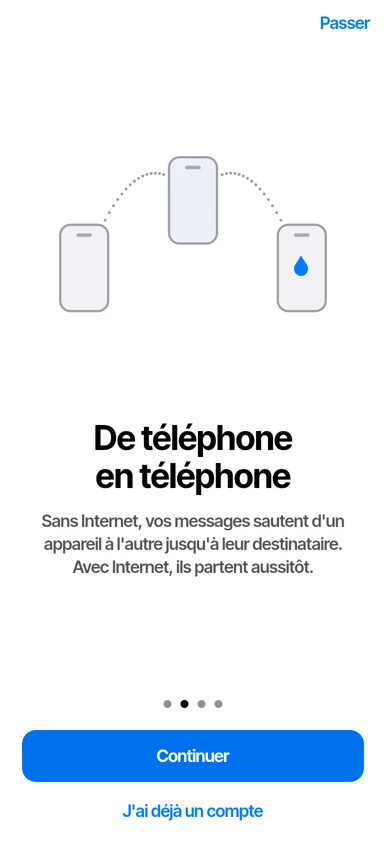 Passer
De téléphone
en téléphone
Sans Internet, vos messages sautent d'un
appareil à l'autre jusqu'à leur destinataire.
Avec Internet, ils partent aussitôt.
Continuer
J'ai déjà un compte